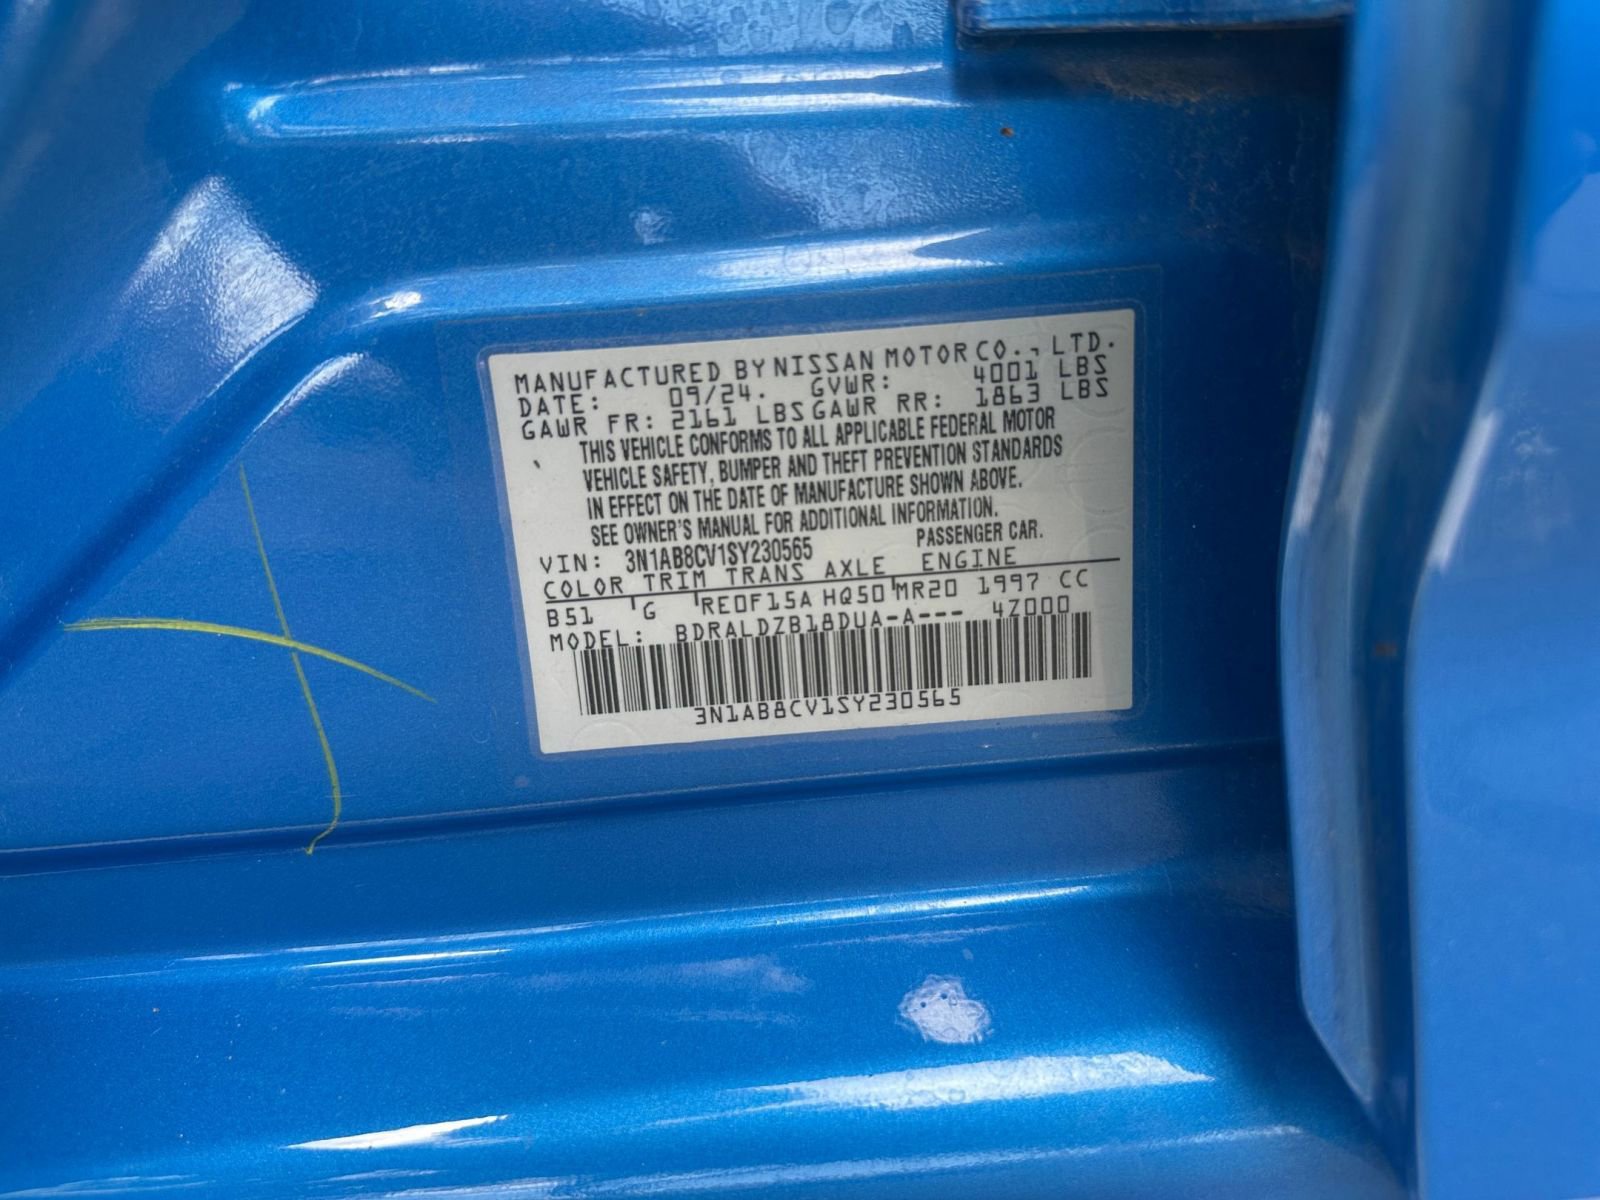 MANUFACTURED BY NISSAN MOTOR CO., LTD.
DATE: 09/24. GVWR: 4001 LBS
GAWR FR: 2161 LBS GAWR RR: 1863 LBS
THIS VEHICLE CONFORMS TO ALL APPLICABLE FEDERAL MOTOR
VEHICLE SAFETY, BUMPER AND THEFT PREVENTION STANDARDS
IN EFFECT ON THE DATE OF MANUFACTURE SHOWN ABOVE.
SEE OWNER'S MANUAL FOR ADDITIONAL INFORMATION.
VIN: 3N1AB8CV1SY230565 PASSENGER CAR.
COLOR TRIM TRANS AXLE ENGINE
B51 G RE0F15A HQ50 MR20 1997 CC
MODEL: BDRALDZB18DUA-A--- 4Z000
3N1AB8CV1SY230565